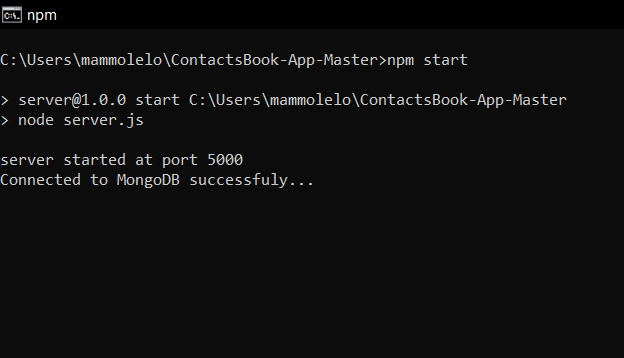 C:\. npm
C:\Users\mammolelo\ContactsBook-App-Master>npm start
> server@1.0.0 start C:\Users\mammolelo\ContactsBook-App-Master
> node server.js
server started at port 5000
Connected to MongoDB successfuly...